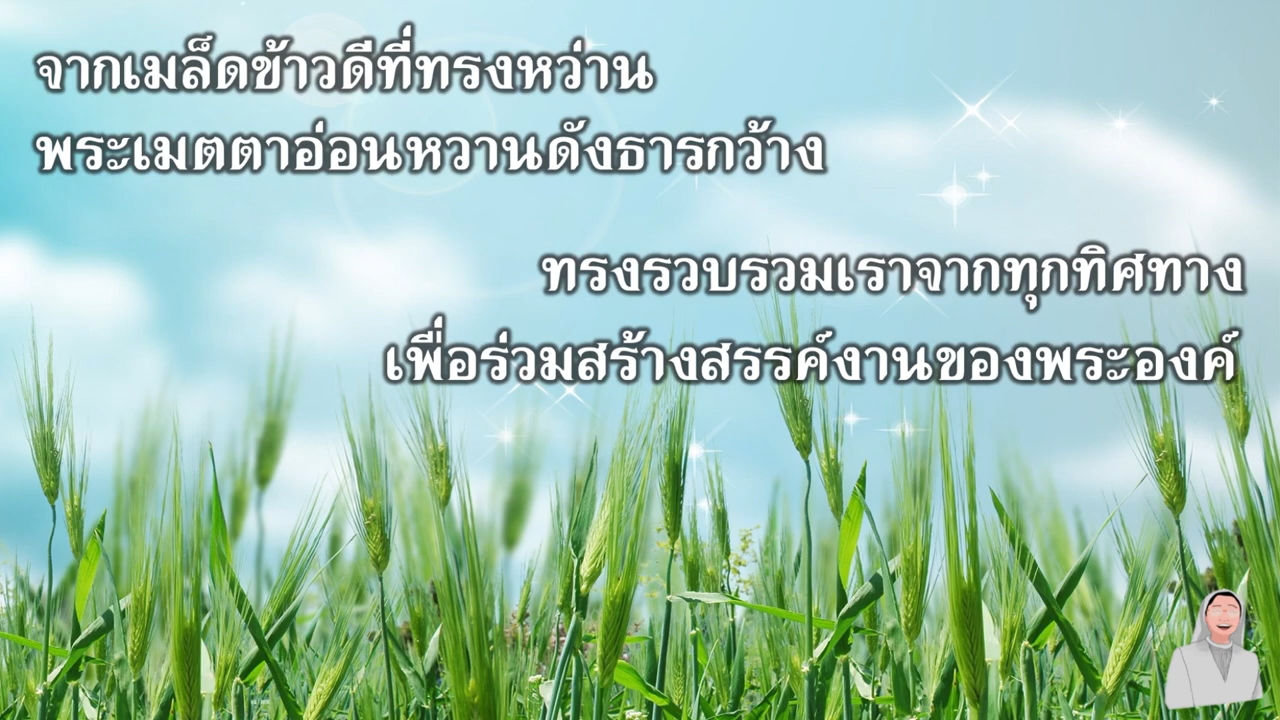 จากเมล็ดข้าวดีที่ทรงหว่าน
พระเมตตาอ่อนหวานดังธารกว้าง
ทรงรวบรวมเราจากทุกทิศทาง
เพื่อร่วมสร้างสรรค์งานของพระองค์